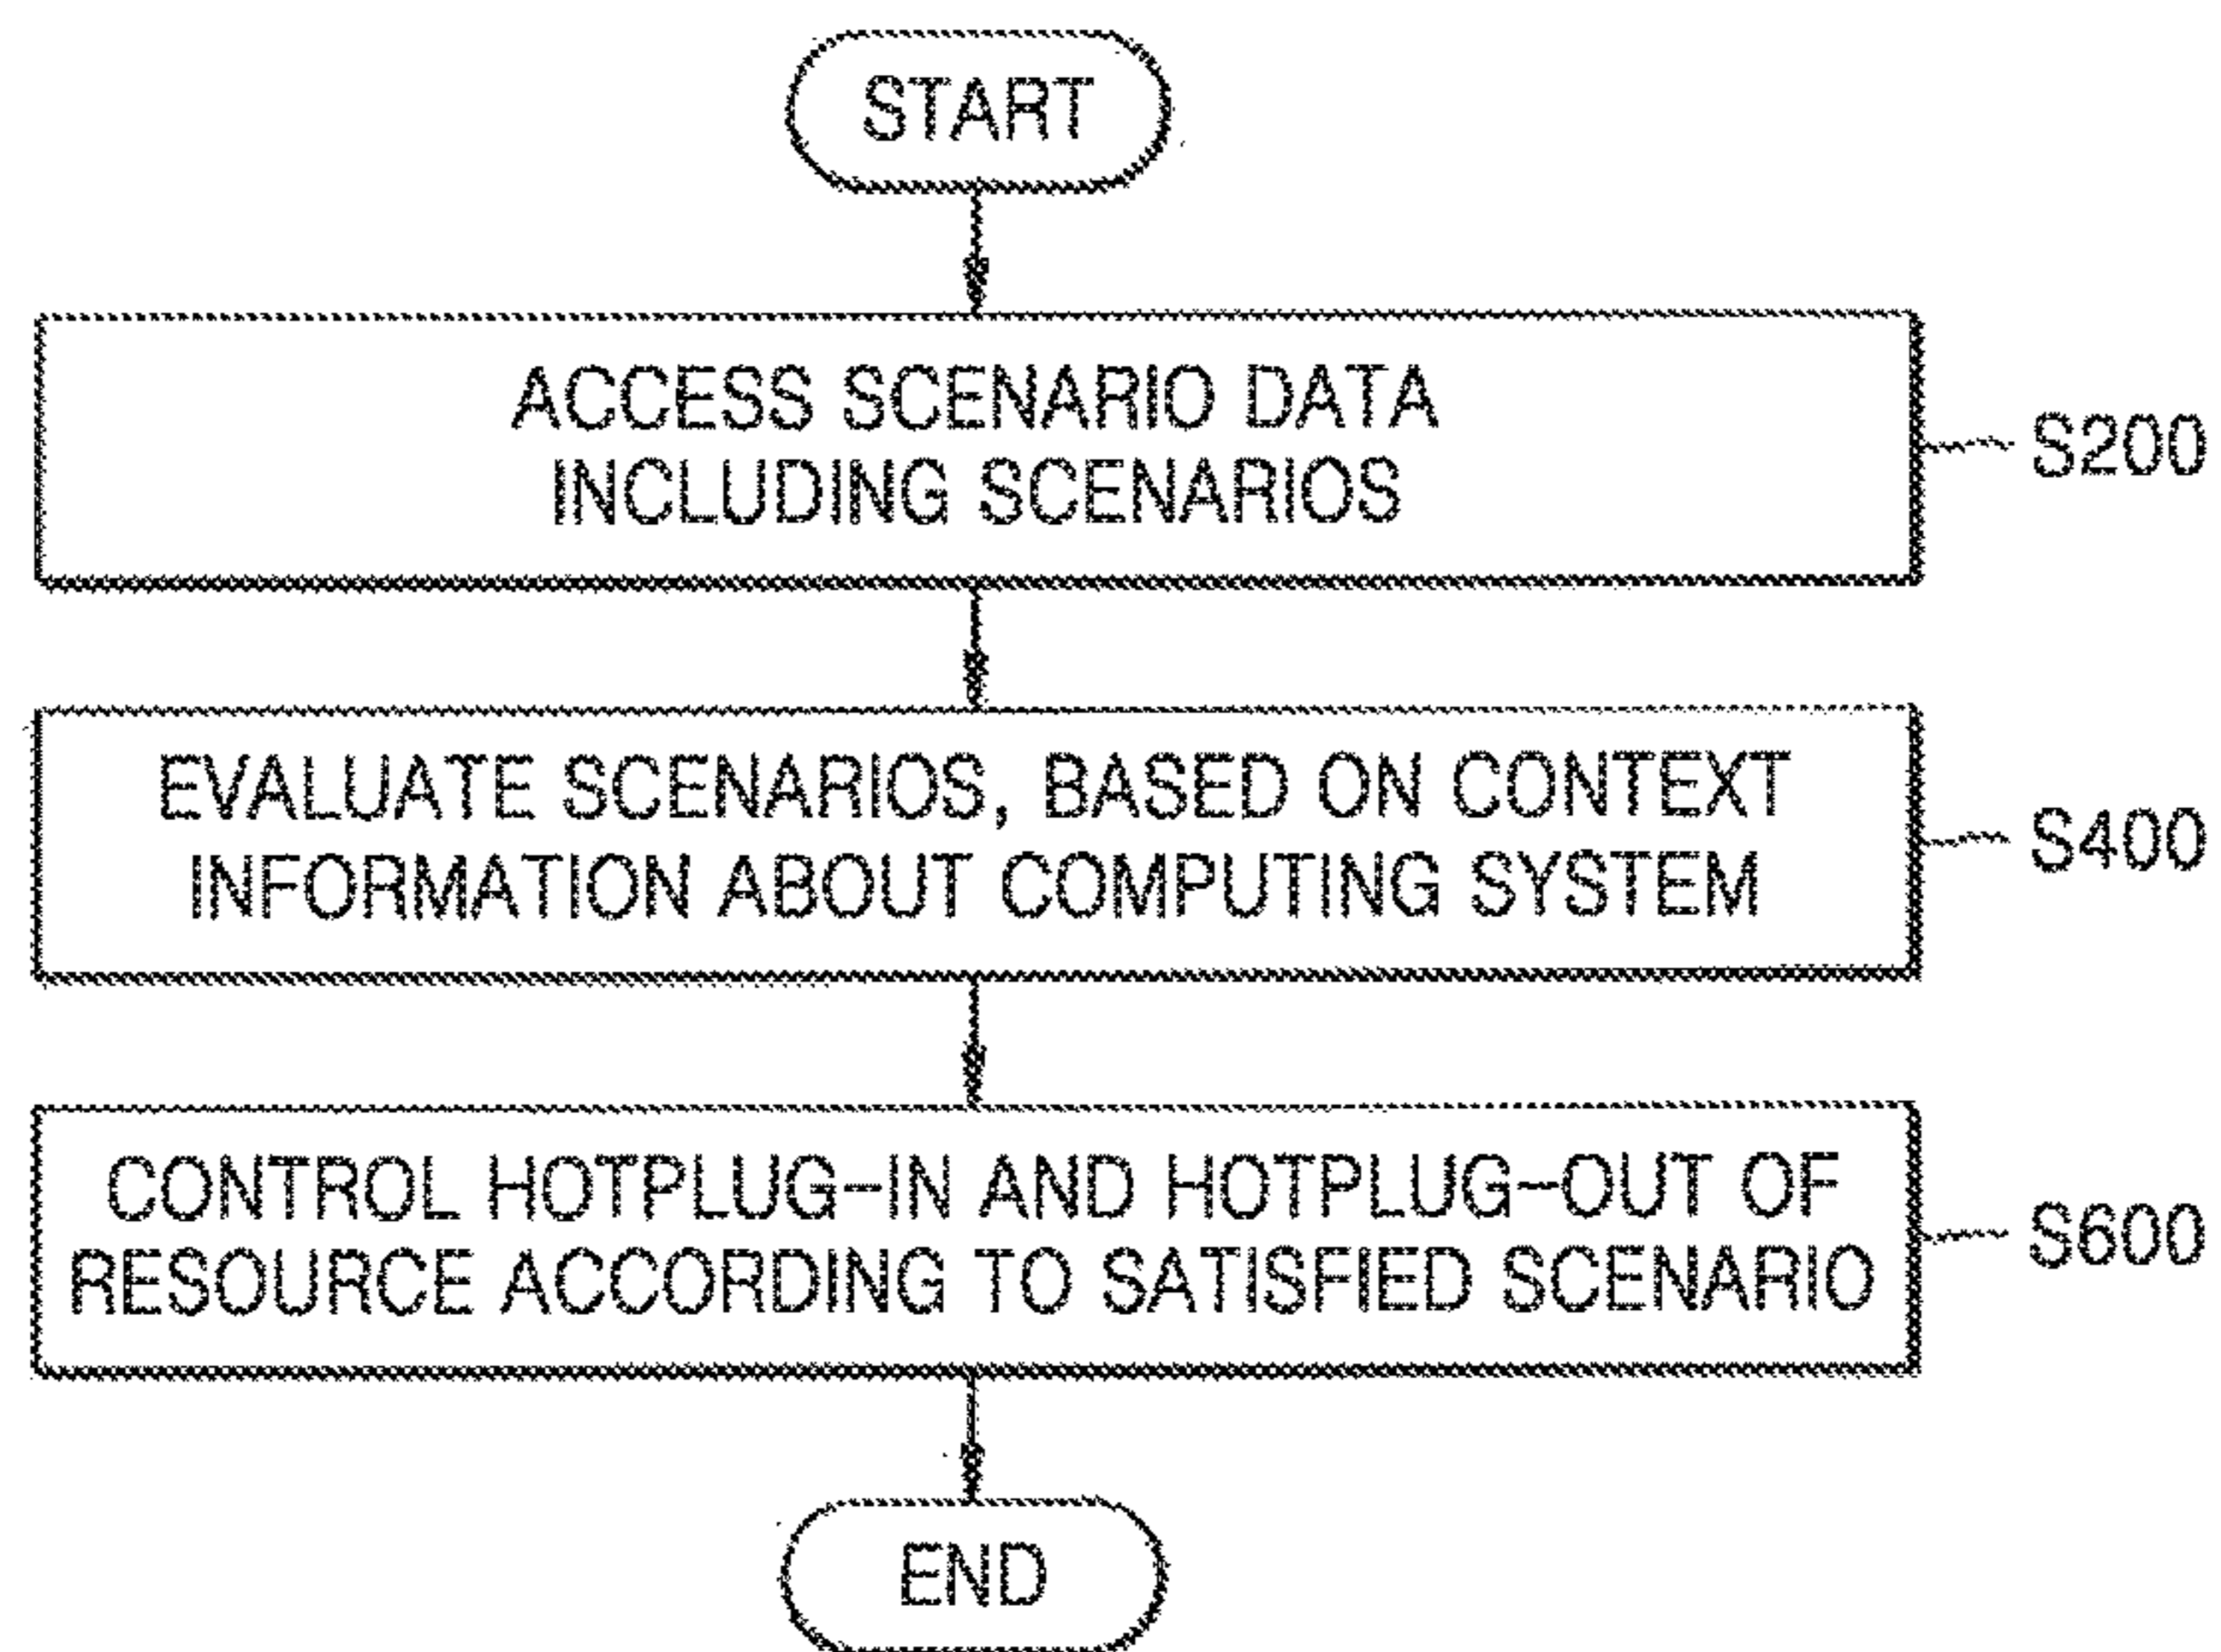 START
ACCESS SCENARIO DATA
INCLUDING SCENARIOS
S200
EVALUATE SCENARIOS, BASED ON CONTEXT
INFORMATION ABOUT COMPUTING SYSTEM
S400
CONTROL HOTPLUG-IN AND HOTPLUG-OUT OF
RESOURCE ACCORDING TO SATISFIED SCENARIO
S600
END